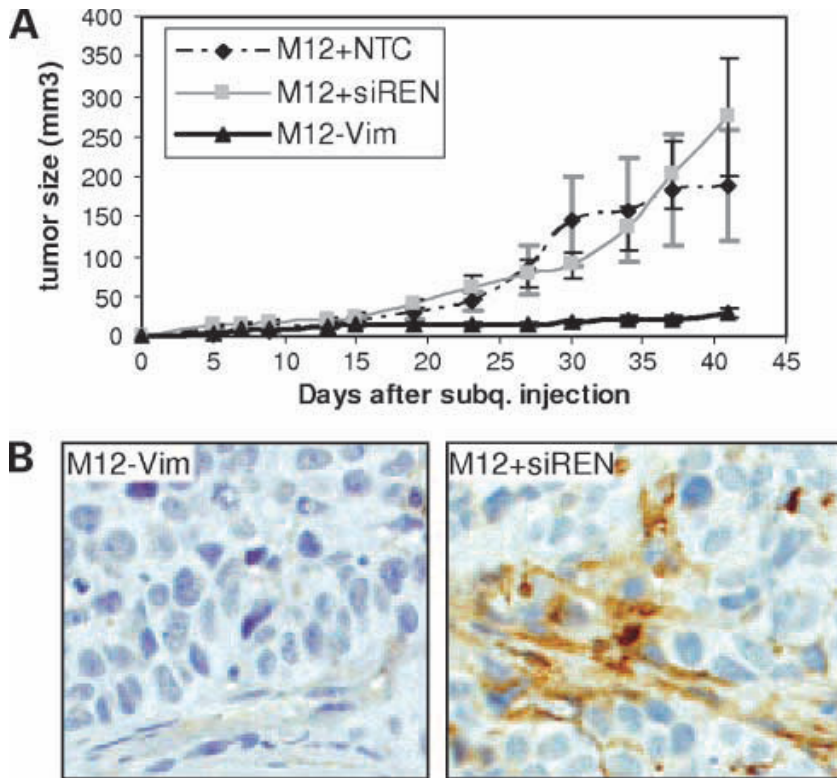 A
400
350
300
250
200
150
100
50
0
tumor size (mm3)
M12+NTC
M12+siREN
M12-Vim
0 5 10 15 20 25 30 35 40 45
Days after subq. injection
B
M12-Vim
M12+siREN